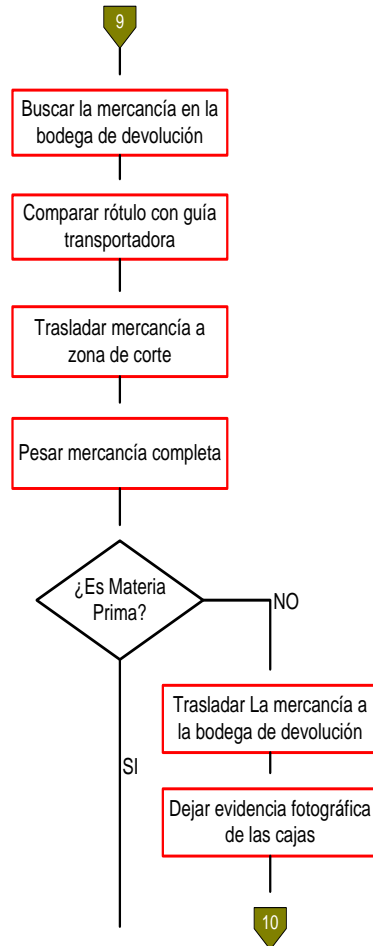 9
Buscar la mercancía en la
bodega de devolución
Comparar rótulo con guía
transportadora
Trasladar mercancía a
zona de corte
Pesar mercancía completa
¿Es Materia
Prima?
NO
Trasladar La mercancía a
la bodega de devolución
SI
Dejar evidencia fotográfica
de las cajas
10